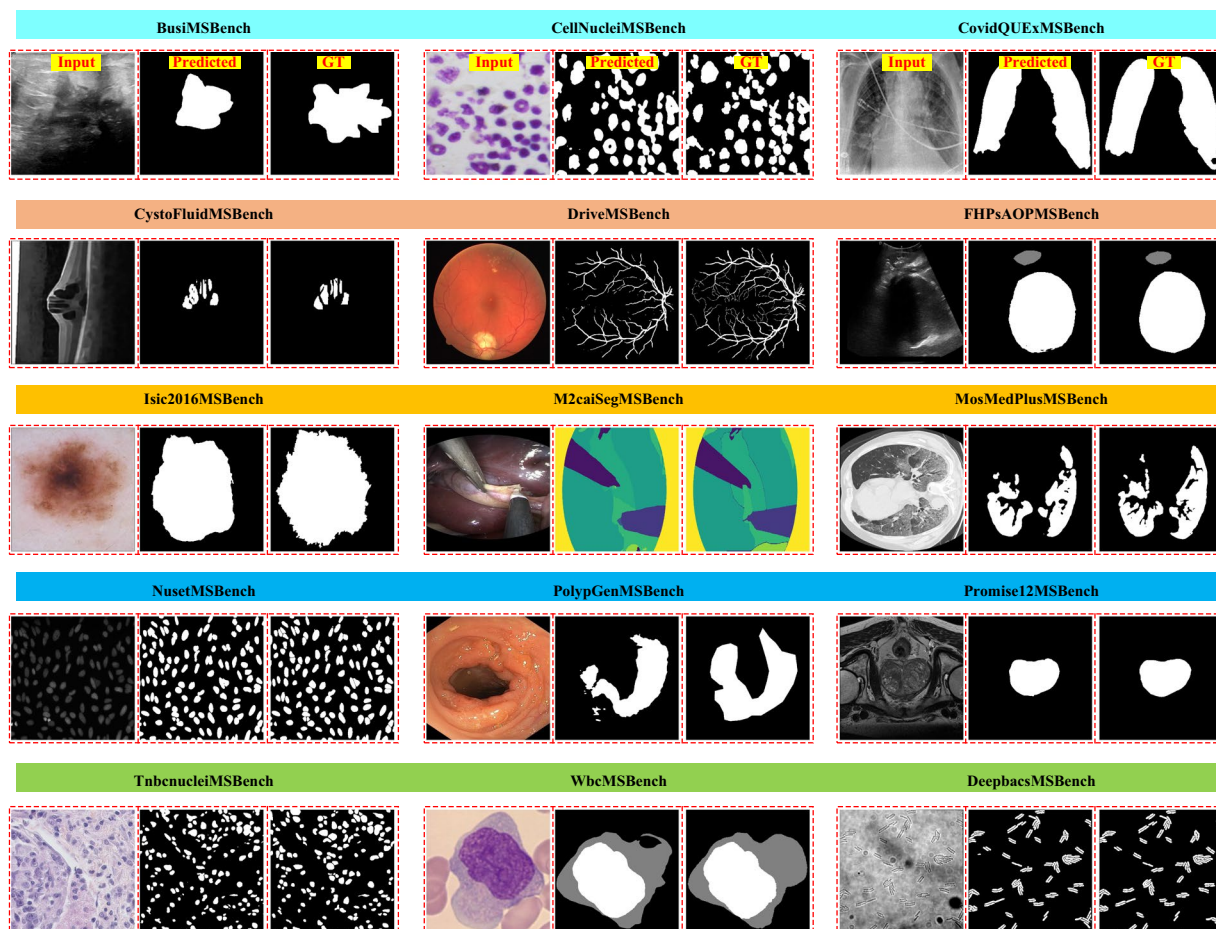 BusiMSBench
CellNucleiMSBench
CovidQUExMSBench
Input
Predicted
GT
Input
Predicted
GT
Input
Predicted
GT
CystoFluidMSBench
DriveMSBench
FHPsAOPMSBench
Isic2016MSBench
M2caiSegMSBench
MosMedPlusMSBench
NusetMSBench
PolypGenMSBench
Promise12MSBench
TnbcnucleiMSBench
WbcMSBench
DeepbacsMSBench